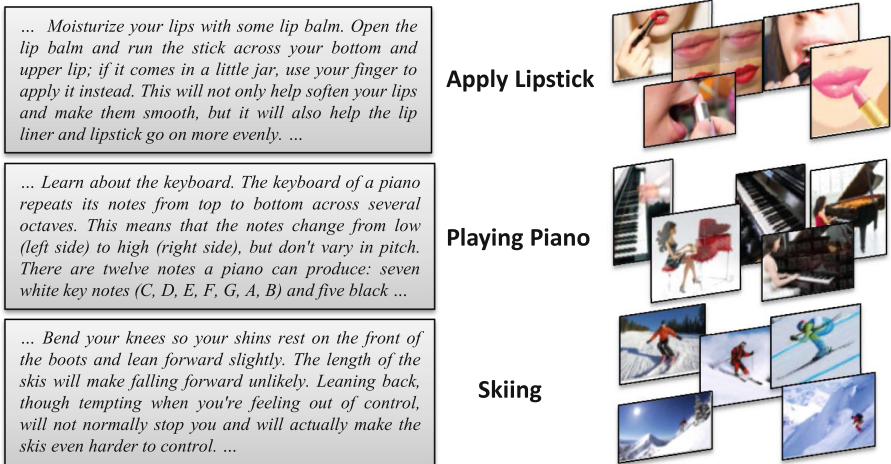 ... Moisturize your lips with some lip balm. Open the
lip balm and run the stick across your bottom and
upper lip; if it comes in a little jar, use your finger to
apply it instead. This will not only help soften your lips
and make them smooth, but it will also help the lip
liner and lipstick go on more evenly. ...
Apply Lipstick
... Learn about the keyboard. The keyboard of a piano
repeats its notes from top to bottom across several
octaves. This means that the notes change from low
(left side) to high (right side), but don't vary in pitch.
There are twelve notes a piano can produce: seven
white key notes (C, D, E, F, G, A, B) and five black ...
Playing Piano
... Bend your knees so your shins rest on the front of
the boots and lean forward slightly. The length of the
skis will make falling forward unlikely. Leaning back,
though tempting when you're feeling out of control,
will not normally stop you and will actually make the
skis even harder to control. ...
Skiing